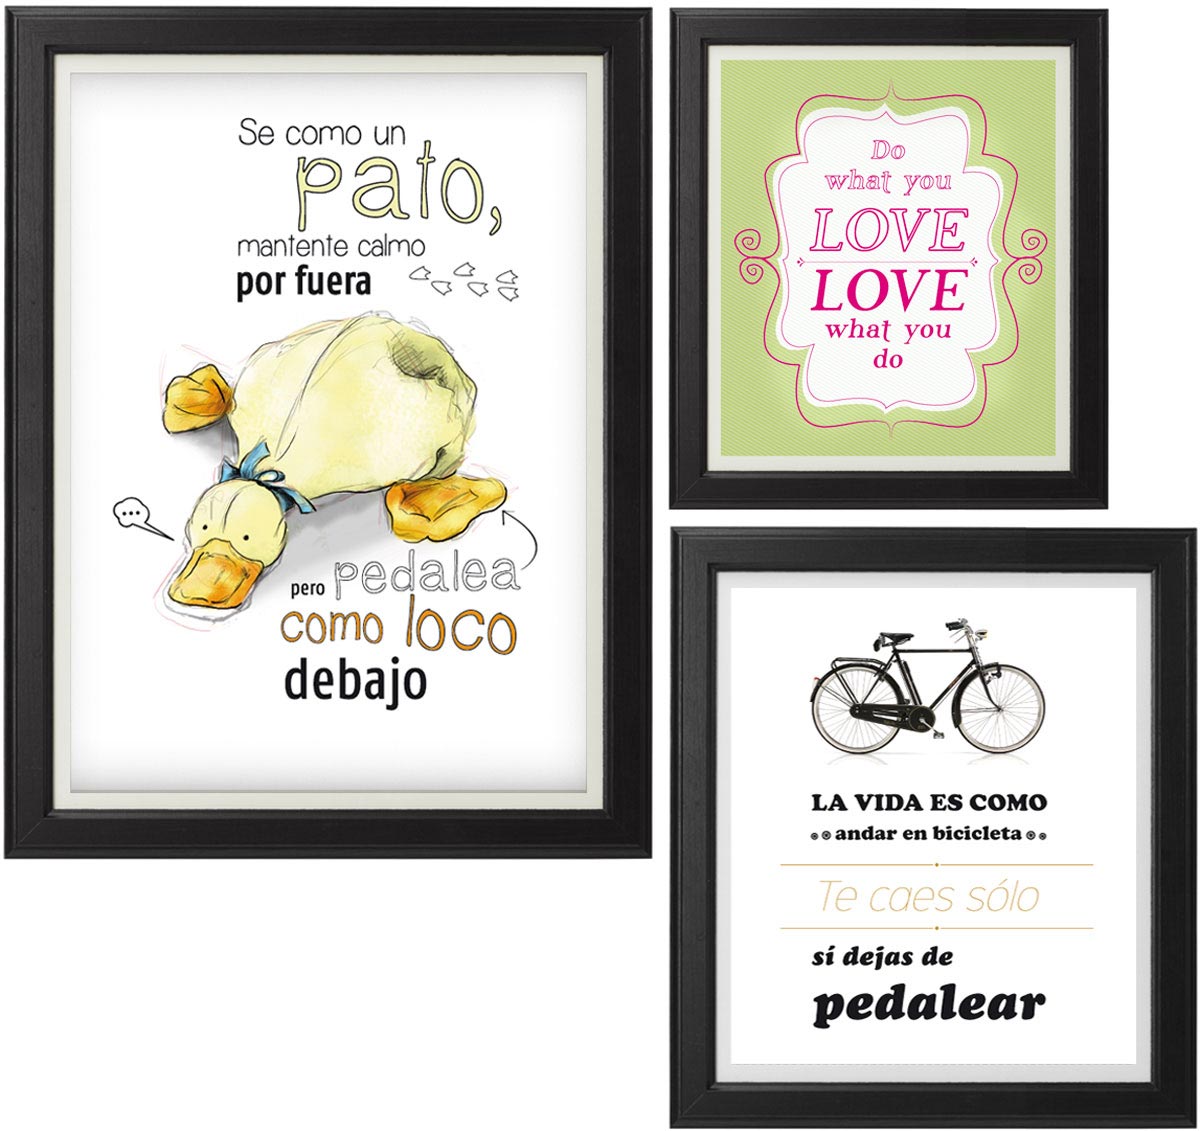 Se como un
pato,
mantente calmo
por fuera
...
pero pedalea
como loco
debajo
Do
what you
LOVE
LOVE
what you
do
LA VIDA ES COMO
andar en bicicleta
Te caes sólo
sí dejas de
pedalear